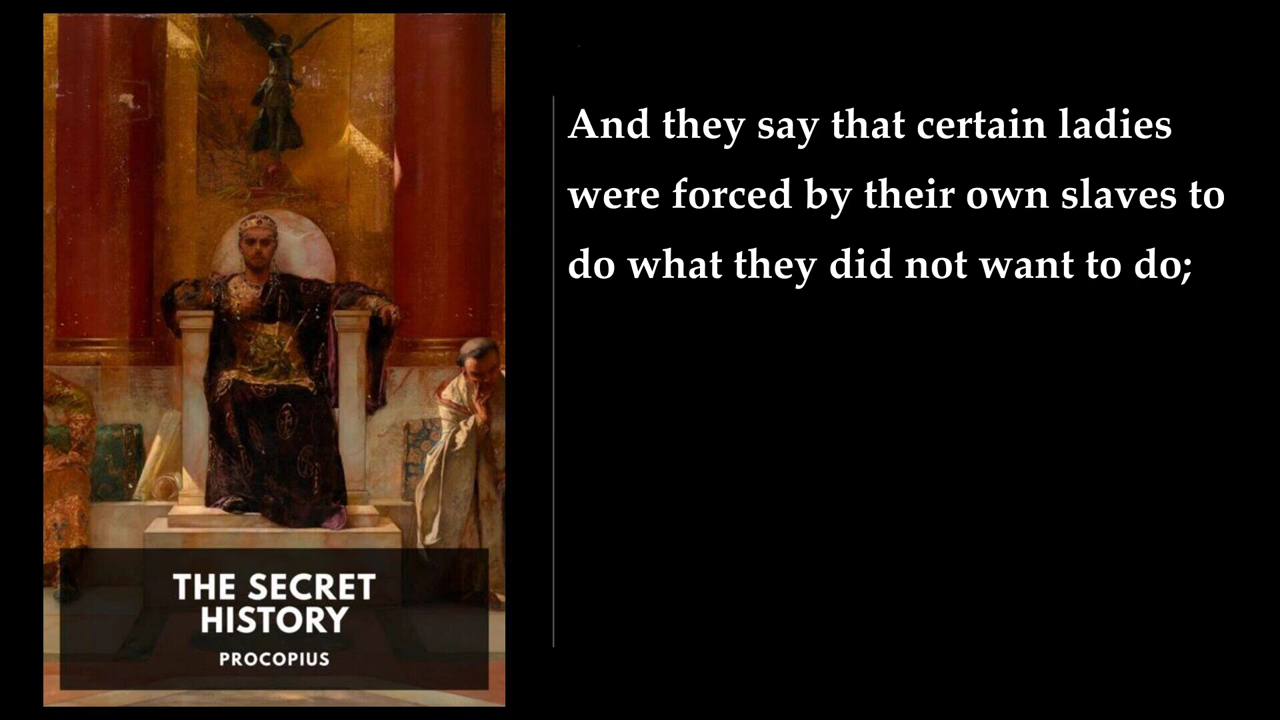 THE SECRET
HISTORY
PROCOPIUS
And they say that certain ladies
were forced by their own slaves to
do what they did not want to do;